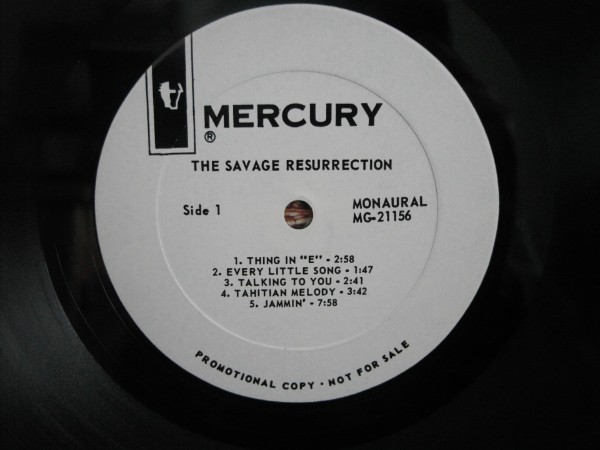 MERCURY
®
THE SAVAGE RESURRECTION
Side 1
MONAURAL
MG-21156
1. THING IN "E" - 2:58
2. EVERY LITTLE SONG - 1:47
3. TALKING TO YOU - 2:41
4. TAHITIAN MELODY - 3:42
5. JAMMIN' - 7:58
PROMOTIONAL COPY · NOT FOR SALE